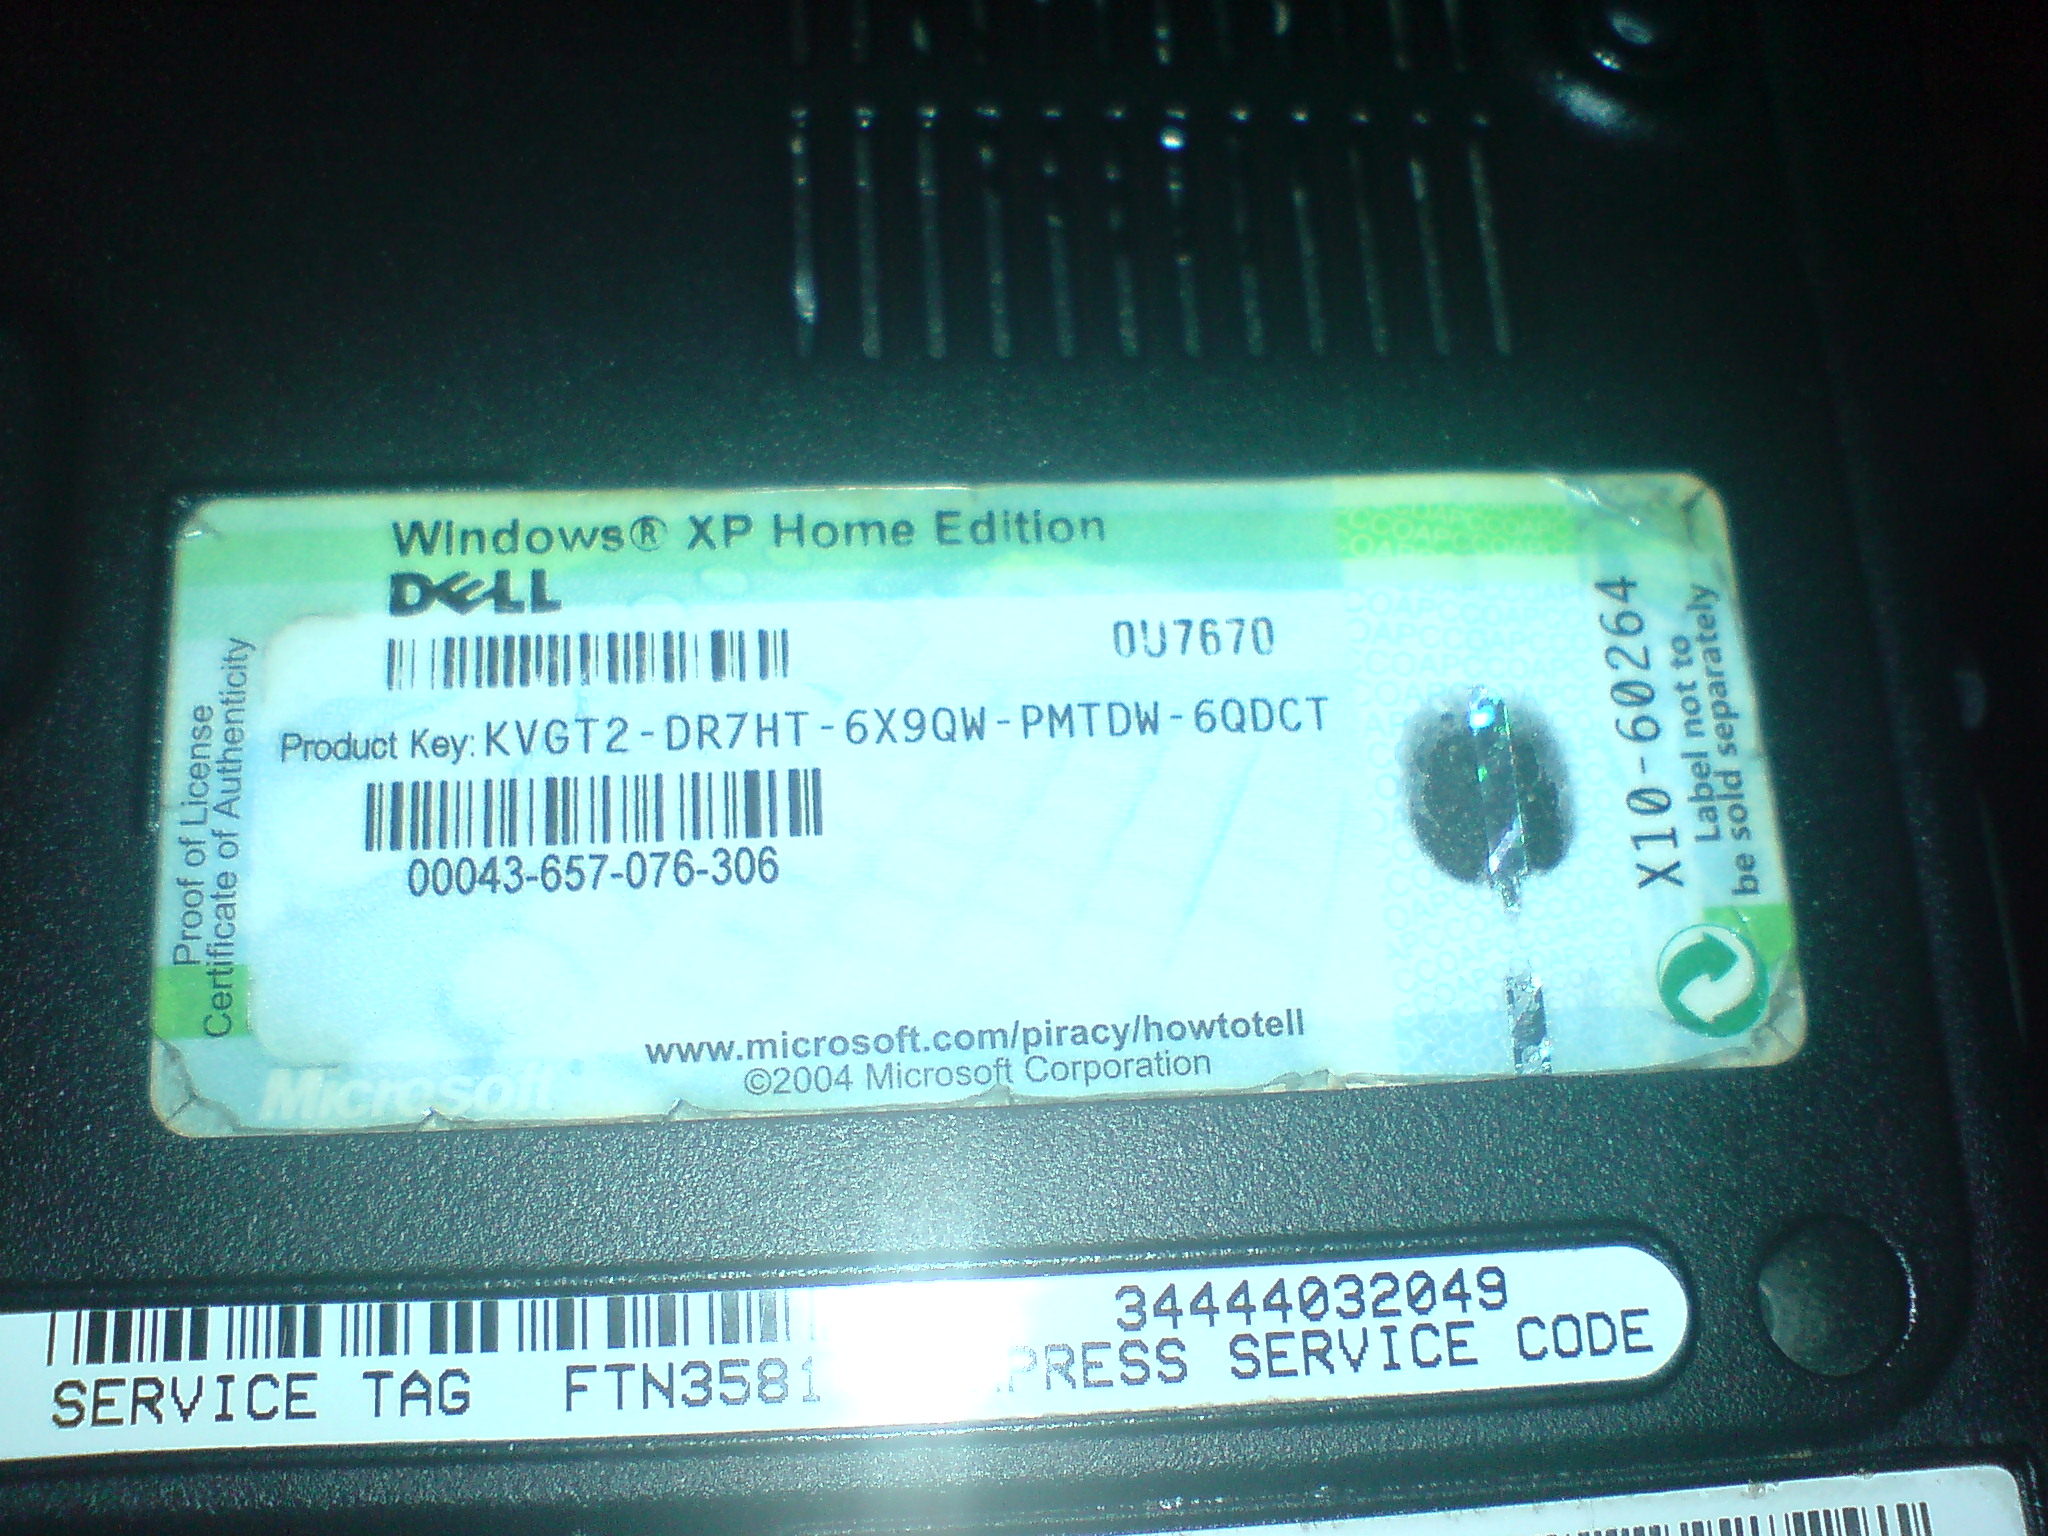 Windows® XP Home Edition
DELL
0U7670
Product Key: KVGT2-DR7HT-6X9QW-PMTDW-6QDCT
00043-657-076-306
www.microsoft.com/piracy/howtotell
©2004 Microsoft Corporation
Microsoft
Proof of License
Certificate of Authenticity
X10-60264
Label not to
be sold separately
34444032049
SERVICE TAG FTN3581 SERVICE CODE